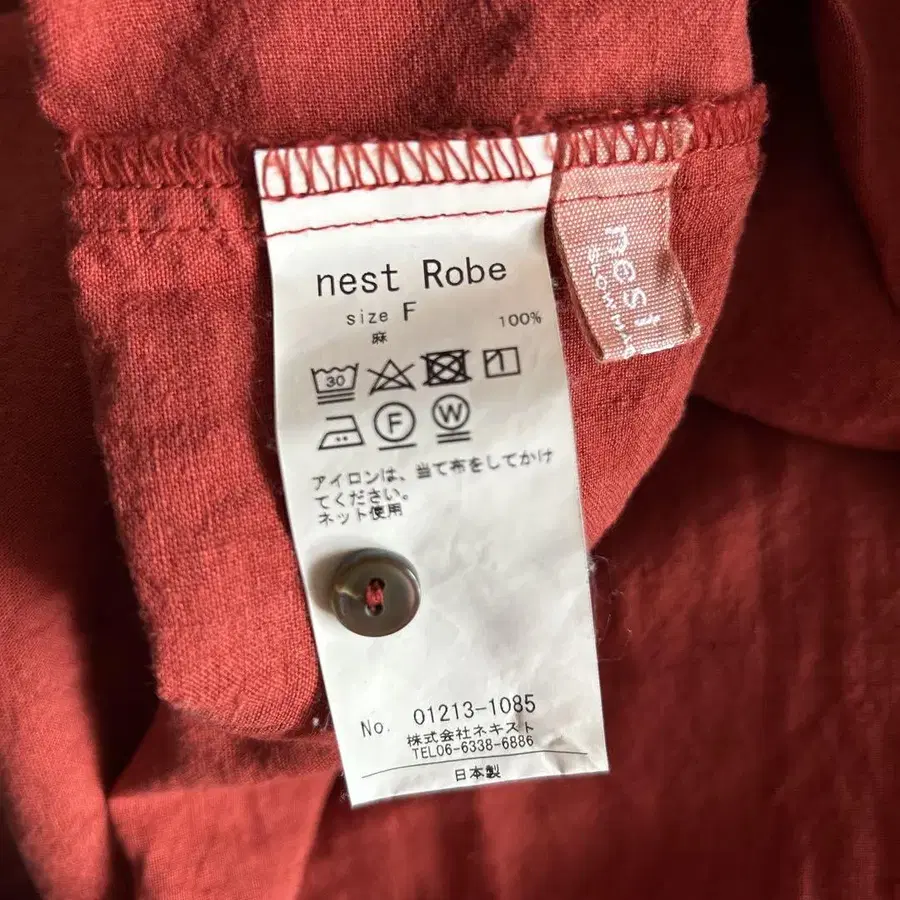 nest Robe
size F
麻 100%
30
1
F W
アイロンは、当て布をしてかけ
てください。
ネット使用
No. 01213-1085
株式会社ネキスト
TEL06-6338-6886
日本製
nest